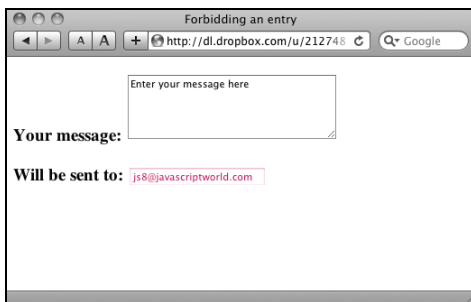 Forbidding an entry
A A + http://dl.dropbox.com/u/212748 Google
Enter your message here
Your message:
Will be sent to: js8@javascriptworld.com